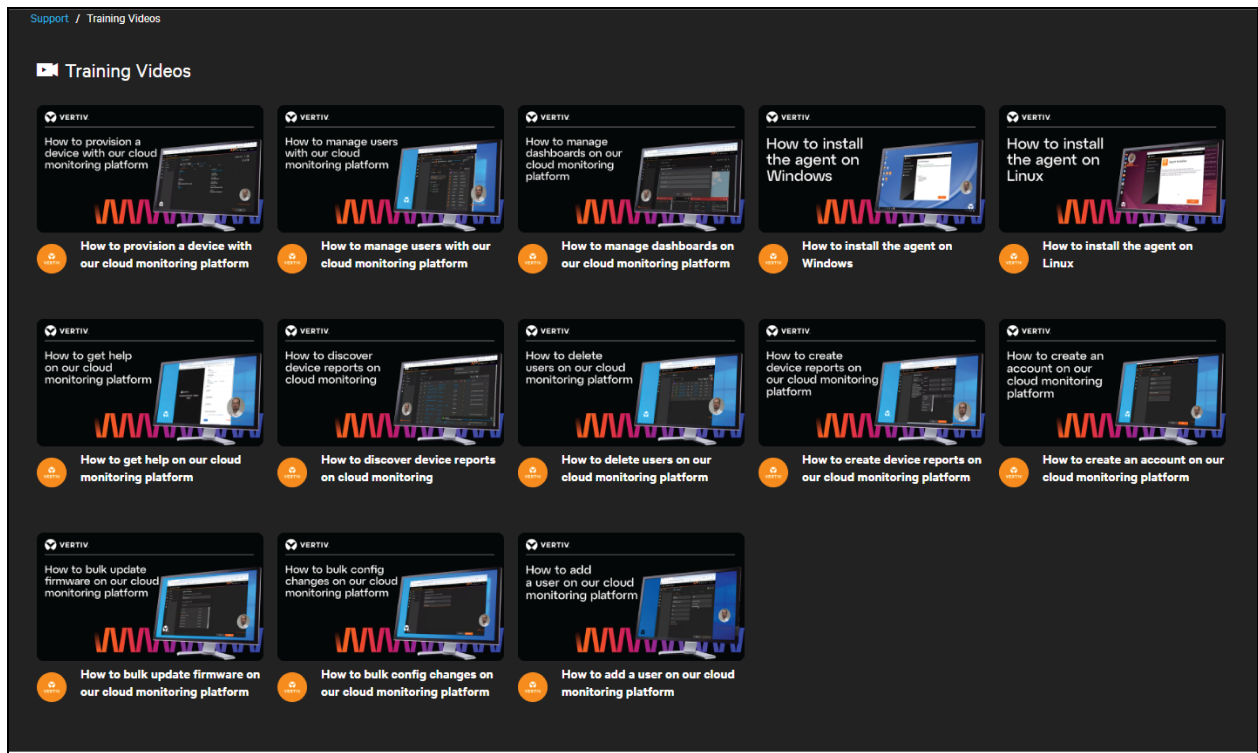 Support / Training Videos
Training Videos
VERTIV
How to provision a
device with our cloud
monitoring platform
VERTIV
How to manage users
with our cloud
monitoring platform
VERTIV
How to manage
dashboards on our
cloud monitoring
platform
VERTIV
How to install
the agent on
Windows
VERTIV
How to install
the agent on
Linux
VERTIV
How to provision a device with
our cloud monitoring platform
VERTIV
How to manage users with our
cloud monitoring platform
VERTIV
How to manage dashboards on
our cloud monitoring platform
VERTIV
How to install the agent on
Windows
VERTIV
How to install the agent on
Linux
VERTIV
How to get help
on our cloud
monitoring platform
VERTIV
How to discover
device reports on
cloud monitoring
VERTIV
How to delete
users on our cloud
monitoring platform
VERTIV
How to create
device reports on
our cloud monitoring
platform
VERTIV
How to create an
account on our
cloud monitoring
platform
VERTIV
How to get help on our cloud
monitoring platform
VERTIV
How to discover device reports
on cloud monitoring
VERTIV
How to delete users on our
cloud monitoring platform
VERTIV
How to create device reports on
our cloud monitoring platform
VERTIV
How to create an account on our
cloud monitoring platform
VERTIV
How to bulk update
firmware on our cloud
monitoring platform
VERTIV
How to bulk config
changes on our cloud
monitoring platform
VERTIV
How to add
a user on our cloud
monitoring platform
VERTIV
How to bulk update firmware on
our cloud monitoring platform
VERTIV
How to bulk config changes on
our cloud monitoring platform
VERTIV
How to add a user on our cloud
monitoring platform